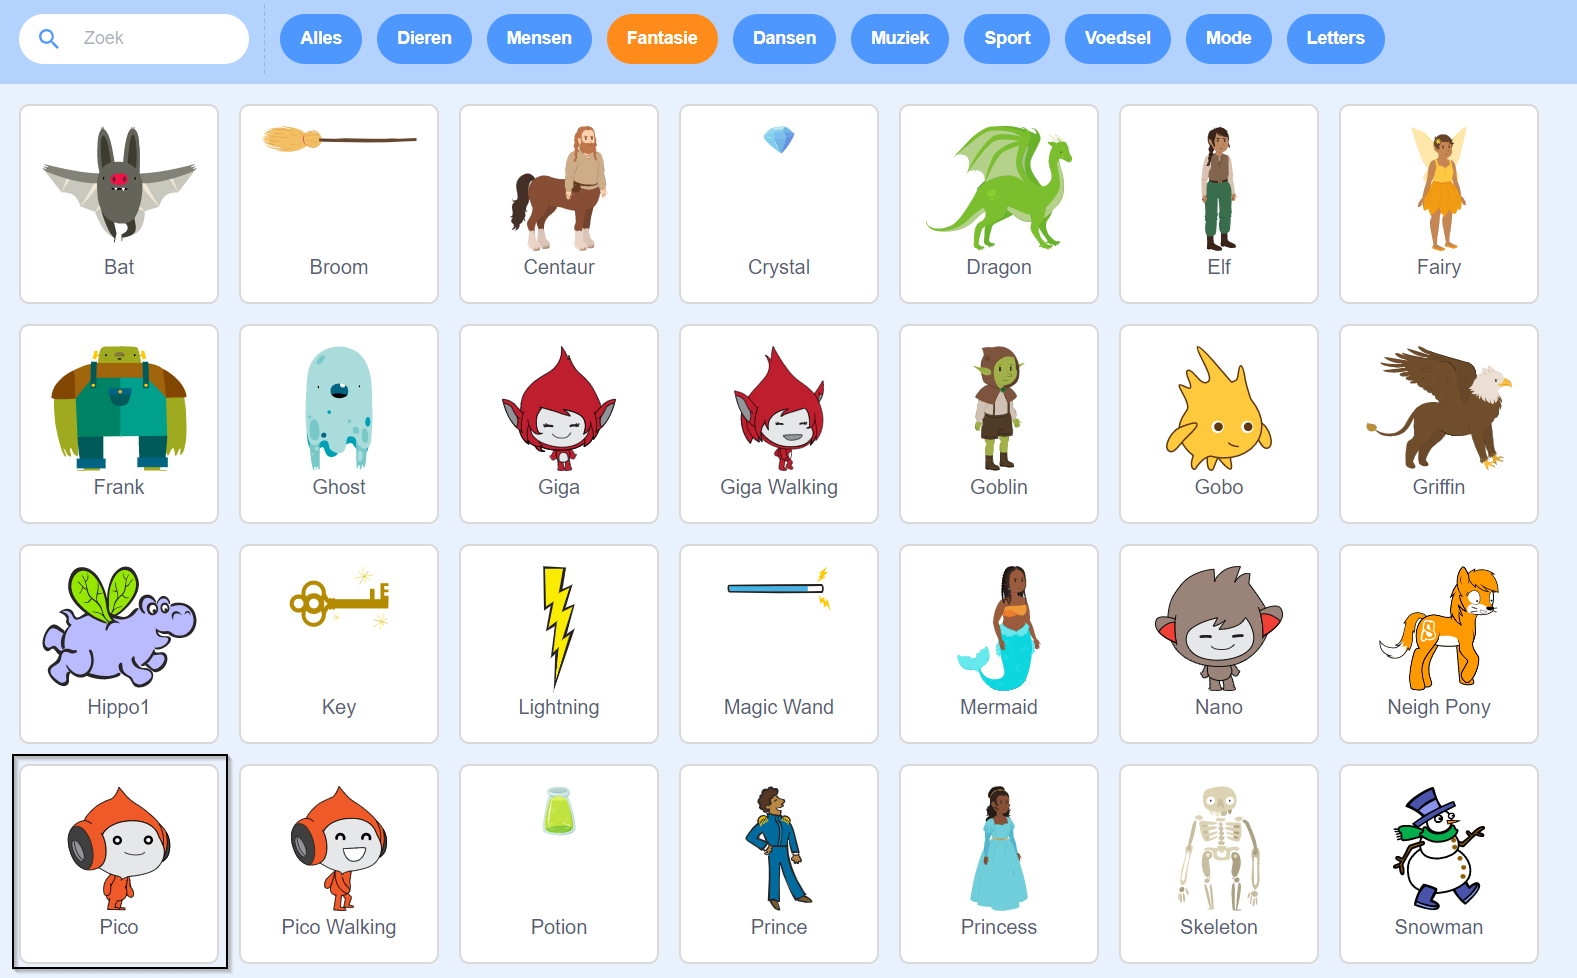 Zoek
Alles Dieren Mensen Fantasie Dansen Muziek Sport Voedsel Mode Letters
Bat Broom Centaur Crystal Dragon Elf Fairy
Frank Ghost Giga Giga Walking Goblin Gobo Griffin
Hippo1 Key Lightning Magic Wand Mermaid Nano Neigh Pony
Pico Pico Walking Potion Prince Princess Skeleton Snowman